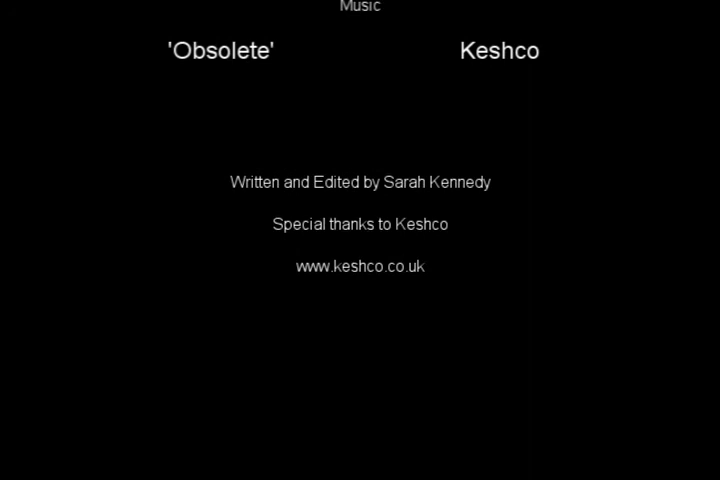 Music
'Obsolete' Keshco
Written and Edited by Sarah Kennedy
Special thanks to Keshco
www.keshco.co.uk